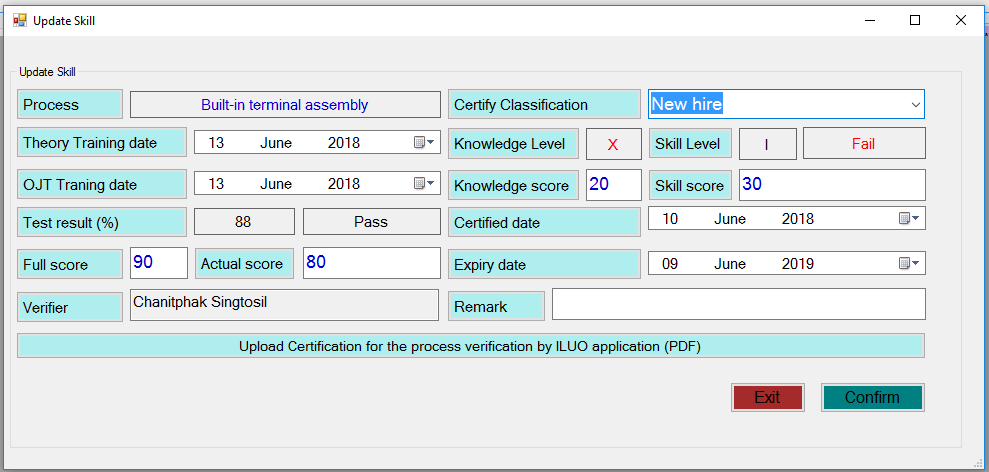 Update Skill
Update Skill
Process Built-in terminal assembly Certify Classification New hire
Theory Training date 13 June 2018 Knowledge Level X Skill Level I Fail
OJT Traning date 13 June 2018 Knowledge score 20 Skill score 30
Test result (%) 88 Pass Certified date 10 June 2018
Full score 90 Actual score 80 Expiry date 09 June 2019
Verifier Chanitphak Singtosil Remark
Upload Certification for the process verification by ILUO application (PDF)
Exit Confirm